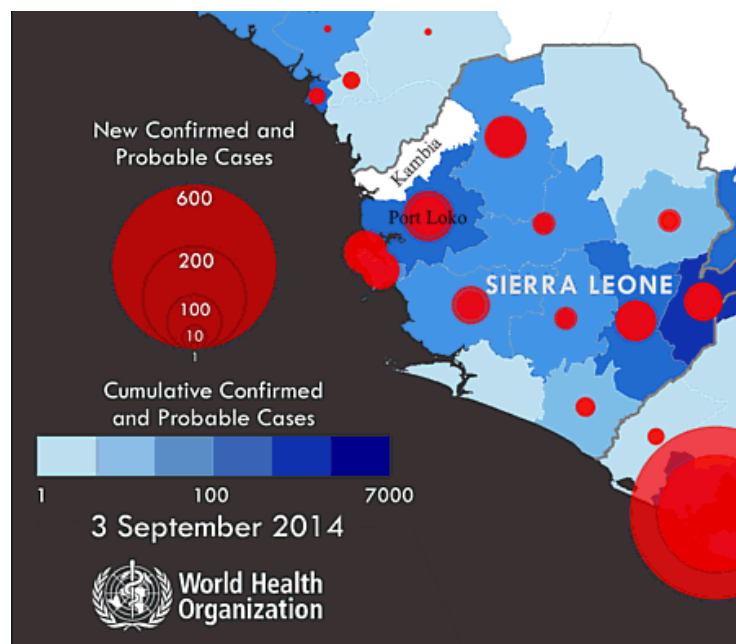 New Confirmed and
Probable Cases
600
200
100
10
1
Kambia
Port Loko
SIERRA LEONE
Cumulative Confirmed
and Probable Cases
1 100 7000
3 September 2014
World Health
Organization